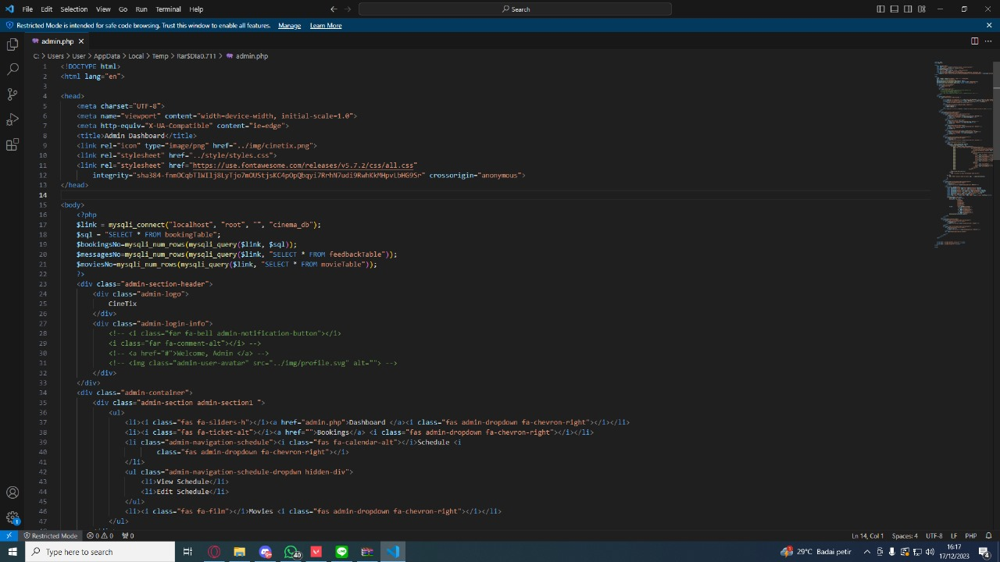 File Edit Selection View Go Run Terminal Help
Search
Restricted Mode is intended for safe code browsing. Trust this window to enable all features. Manage Learn More
admin.php
C: > Users > User > AppData > Local > Temp > Rar$DIa0.711 > admin.php
1 <!DOCTYPE html>
2 <html lang="en">
3
4 <head>
5 <meta charset="UTF-8">
6 <meta name="viewport" content="width=device-width, initial-scale=1.0">
7 <meta http-equiv="X-UA-Compatible" content="ie=edge">
8 <title>Admin Dashboard</title>
9 <link rel="icon" type="image/png" href="../img/cinetix.png">
10 <link rel="stylesheet" href="../style/styles.css">
11 <link rel="stylesheet" href="https://use.fontawesome.com/releases/v5.7.2/css/all.css"
12 integrity="sha384-fnmOCqbTlWIlj8LyTjo7mOUStjsKC4pOpQbqyi7RrhN7udi9RwhKkMHpvLbHG9Sr" crossorigin="anonymous">
13 </head>
14
15 <body>
16 <?php
17 $link = mysqli_connect("localhost", "root", "", "cinema_db");
18 $sql = "SELECT * FROM bookingTable";
19 $bookingsNo=mysqli_num_rows(mysqli_query($link, $sql));
20 $messagesNo=mysqli_num_rows(mysqli_query($link, "SELECT * FROM feedbackTable"));
21 $moviesNo=mysqli_num_rows(mysqli_query($link, "SELECT * FROM movieTable"));
22 ?>
23 <div class="admin-section-header">
24 <div class="admin-logo">
25 CineTix
26 </div>
27 <div class="admin-login-info">
28 <!-- <i class="far fa-bell admin-notification-button"></i>
29 <i class="far fa-comment-alt"></i> -->
30 <!-- <a href="#">Welcome, Admin </a> -->
31 <!-- <img class="admin-user-avatar" src="../img/profile.svg" alt=""> -->
32 </div>
33 </div>
34 <div class="admin-container">
35 <div class="admin-section admin-section1 ">
36 <ul>
37 <li><i class="fas fa-sliders-h"></i><a href="admin.php">Dashboard </a><i class="fas admin-dropdown fa-chevron-right"></i></li>
38 <li><i class="fas fa-ticket-alt"></i><a href="">Bookings</a> <i class="fas admin-dropdown fa-chevron-right"></i></li>
39 <li class="admin-navigation-schedule"><i class="fas fa-calendar-alt"></i>Schedule <i
40 class="fas admin-dropdown fa-chevron-right"></i>
41 </li>
42 <ul class="admin-navigation-schedule-dropdwn hidden-div">
43 <li>View Schedule</li>
44 <li>Edit Schedule</li>
45 </ul>
46 <li><i class="fas fa-film"></i>Movies <i class="fas admin-dropdown fa-chevron-right"></i></li>
47 </ul>
1
Restricted Mode 0 0 0 Ln 14, Col 1 Spaces: 4 UTF-8 LF PHP
Type here to search 40 29°C Badai petir 16:17
17/12/2023 4